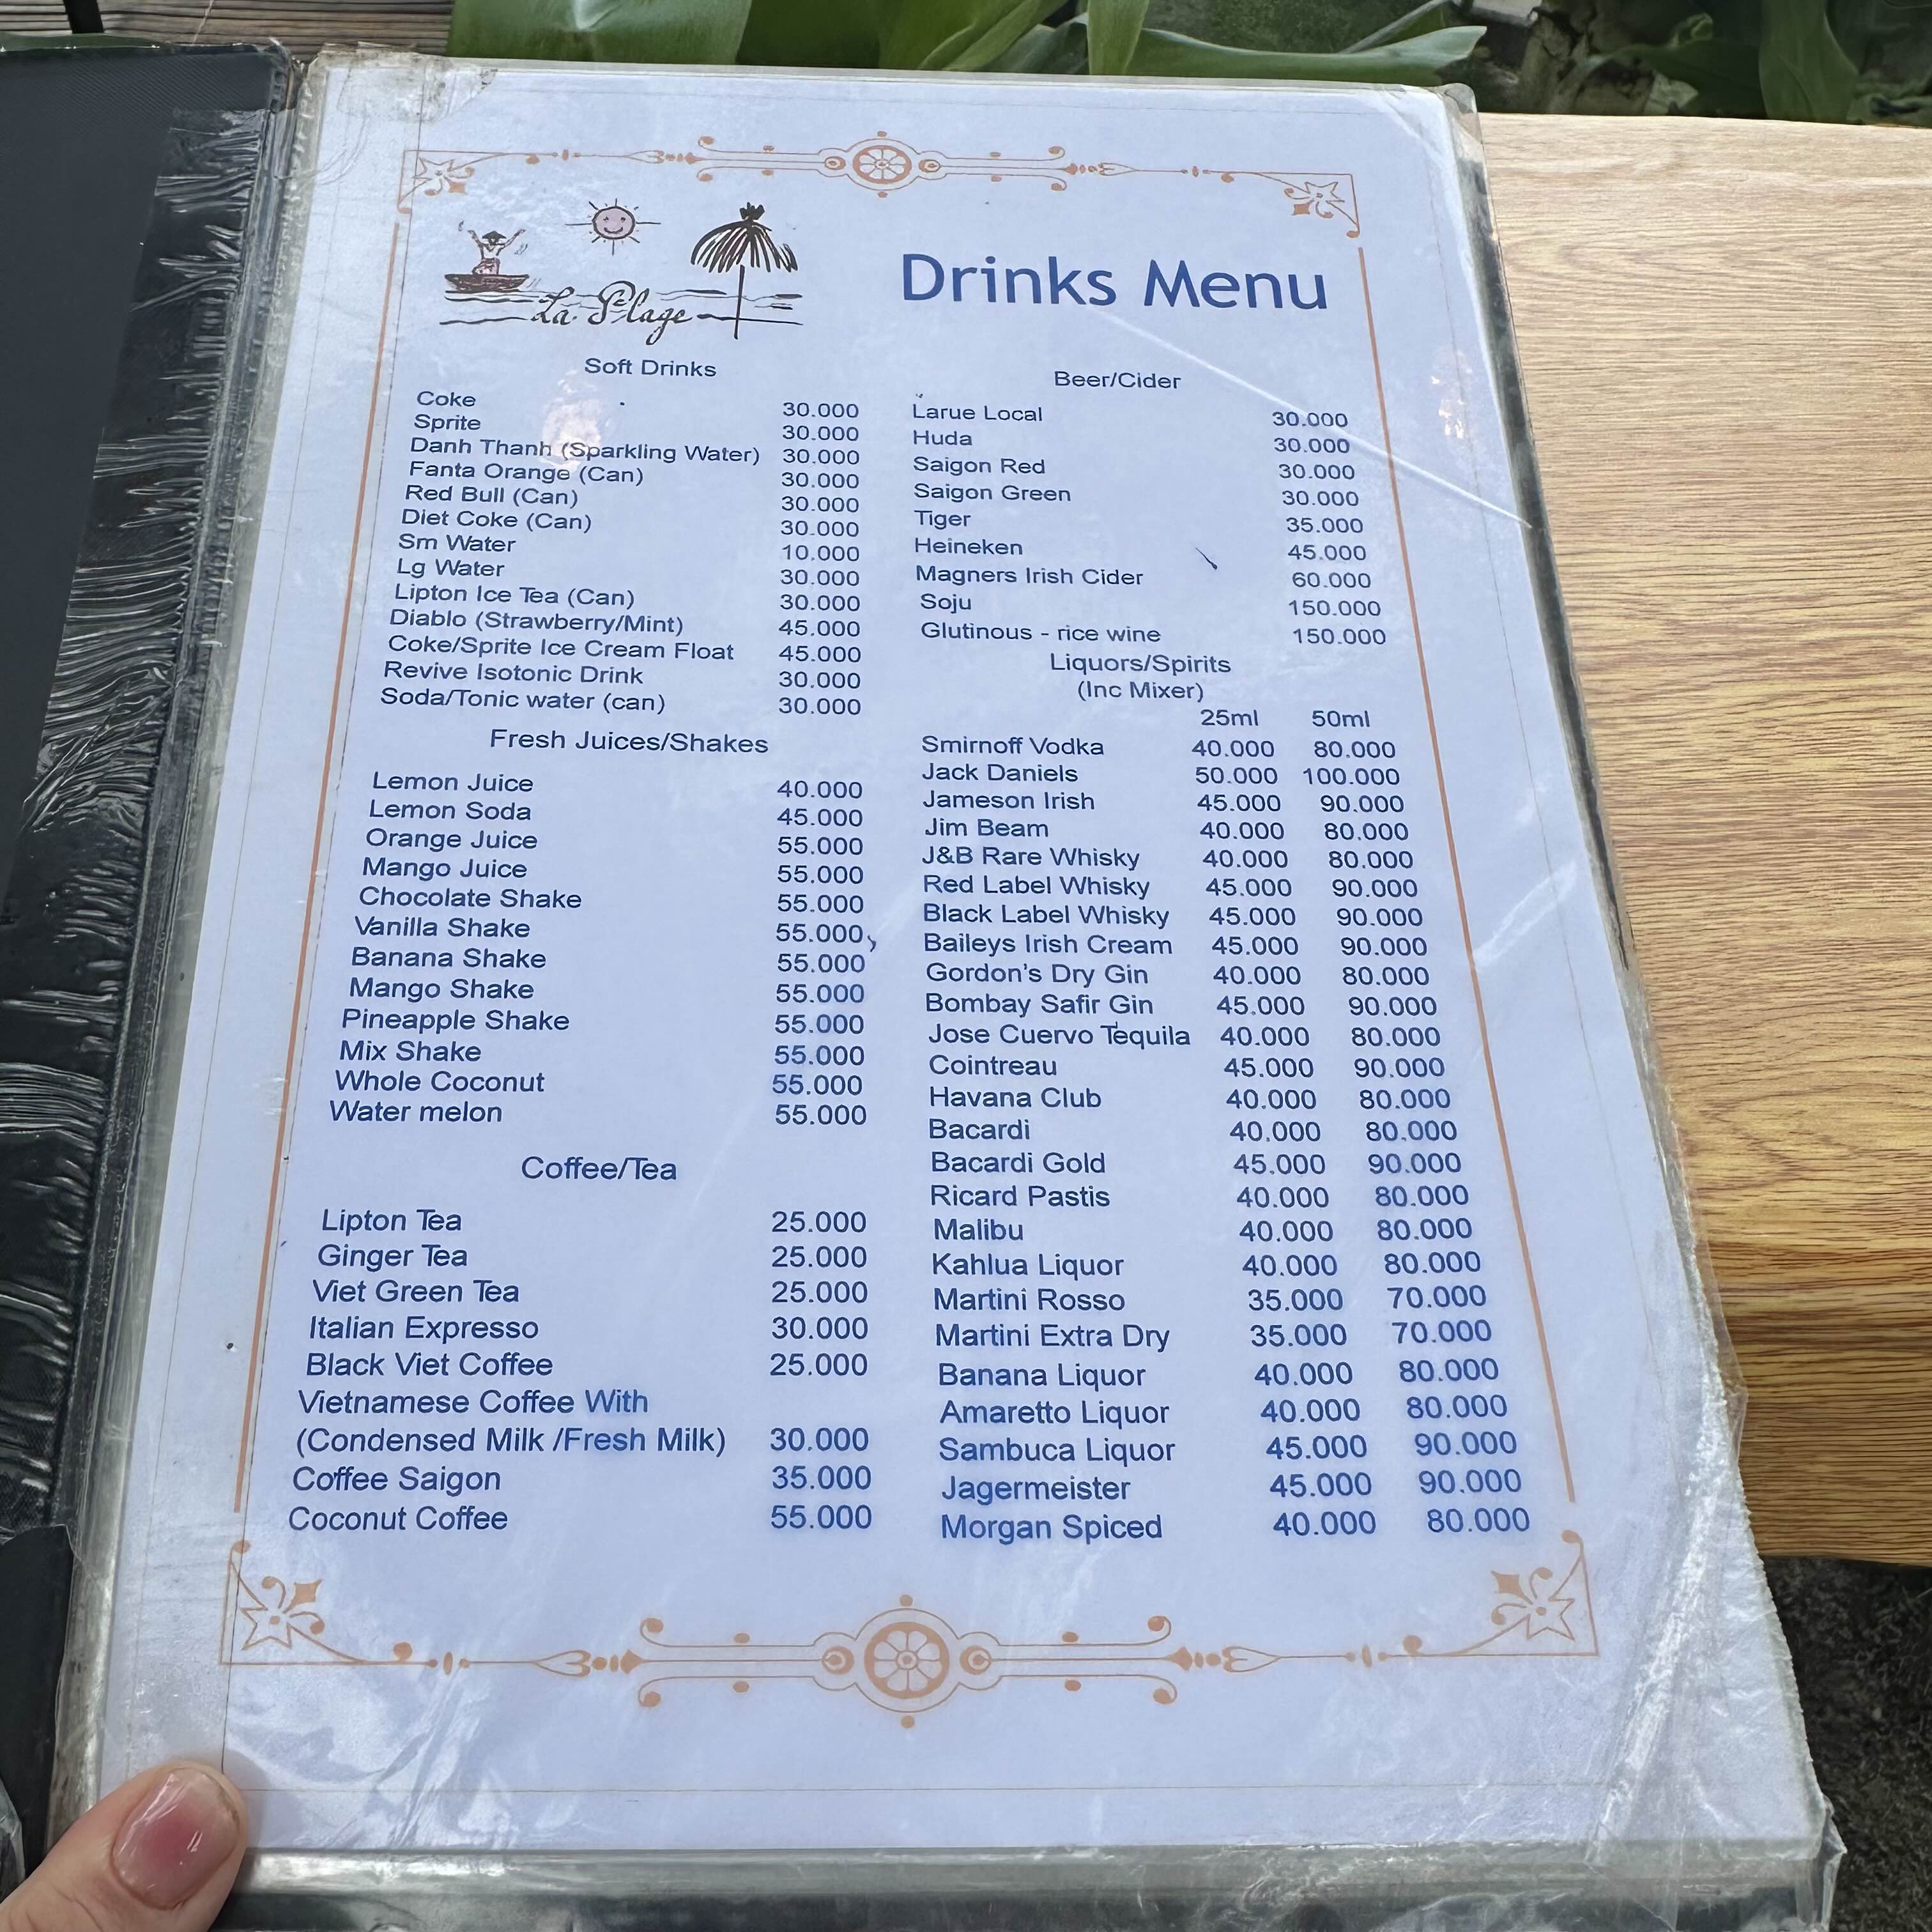 La Plage
Drinks Menu
Soft Drinks
Coke 30.000
Sprite 30.000
Danh Thanh (Sparkling Water) 30.000
Fanta Orange (Can) 30.000
Red Bull (Can) 30.000
Diet Coke (Can) 30.000
Sm Water 10.000
Lg Water 30.000
Lipton Ice Tea (Can) 30.000
Diablo (Strawberry/Mint) 45.000
Coke/Sprite Ice Cream Float 45.000
Revive Isotonic Drink 30.000
Soda/Tonic water (can) 30.000
Fresh Juices/Shakes
Lemon Juice 40.000
Lemon Soda 45.000
Orange Juice 55.000
Mango Juice 55.000
Chocolate Shake 55.000
Vanilla Shake 55.000
Banana Shake 55.000
Mango Shake 55.000
Pineapple Shake 55.000
Mix Shake 55.000
Whole Coconut 55.000
Water melon 55.000
Coffee/Tea
Lipton Tea 25.000
Ginger Tea 25.000
Viet Green Tea 25.000
Italian Expresso 30.000
Black Viet Coffee 25.000
Vietnamese Coffee With
(Condensed Milk /Fresh Milk) 30.000
Coffee Saigon 35.000
Coconut Coffee 55.000
Beer/Cider
Larue Local 30.000
Huda 30.000
Saigon Red 30.000
Saigon Green 30.000
Tiger 35.000
Heineken 45.000
Magners Irish Cider 60.000
Soju 150.000
Glutinous - rice wine 150.000
Liquors/Spirits
(Inc Mixer)
25ml 50ml
Smirnoff Vodka 40.000 80.000
Jack Daniels 50.000 100.000
Jameson Irish 45.000 90.000
Jim Beam 40.000 80.000
J&B Rare Whisky 40.000 80.000
Red Label Whisky 45.000 90.000
Black Label Whisky 45.000 90.000
Baileys Irish Cream 45.000 90.000
Gordon's Dry Gin 40.000 80.000
Bombay Safir Gin 45.000 90.000
Jose Cuervo Tequila 40.000 80.000
Cointreau 45.000 90.000
Havana Club 40.000 80.000
Bacardi 40.000 80.000
Bacardi Gold 45.000 90.000
Ricard Pastis 40.000 80.000
Malibu 40.000 80.000
Kahlua Liquor 40.000 80.000
Martini Rosso 35.000 70.000
Martini Extra Dry 35.000 70.000
Banana Liquor 40.000 80.000
Amaretto Liquor 40.000 80.000
Sambuca Liquor 45.000 90.000
Jagermeister 45.000 90.000
Morgan Spiced 40.000 80.000